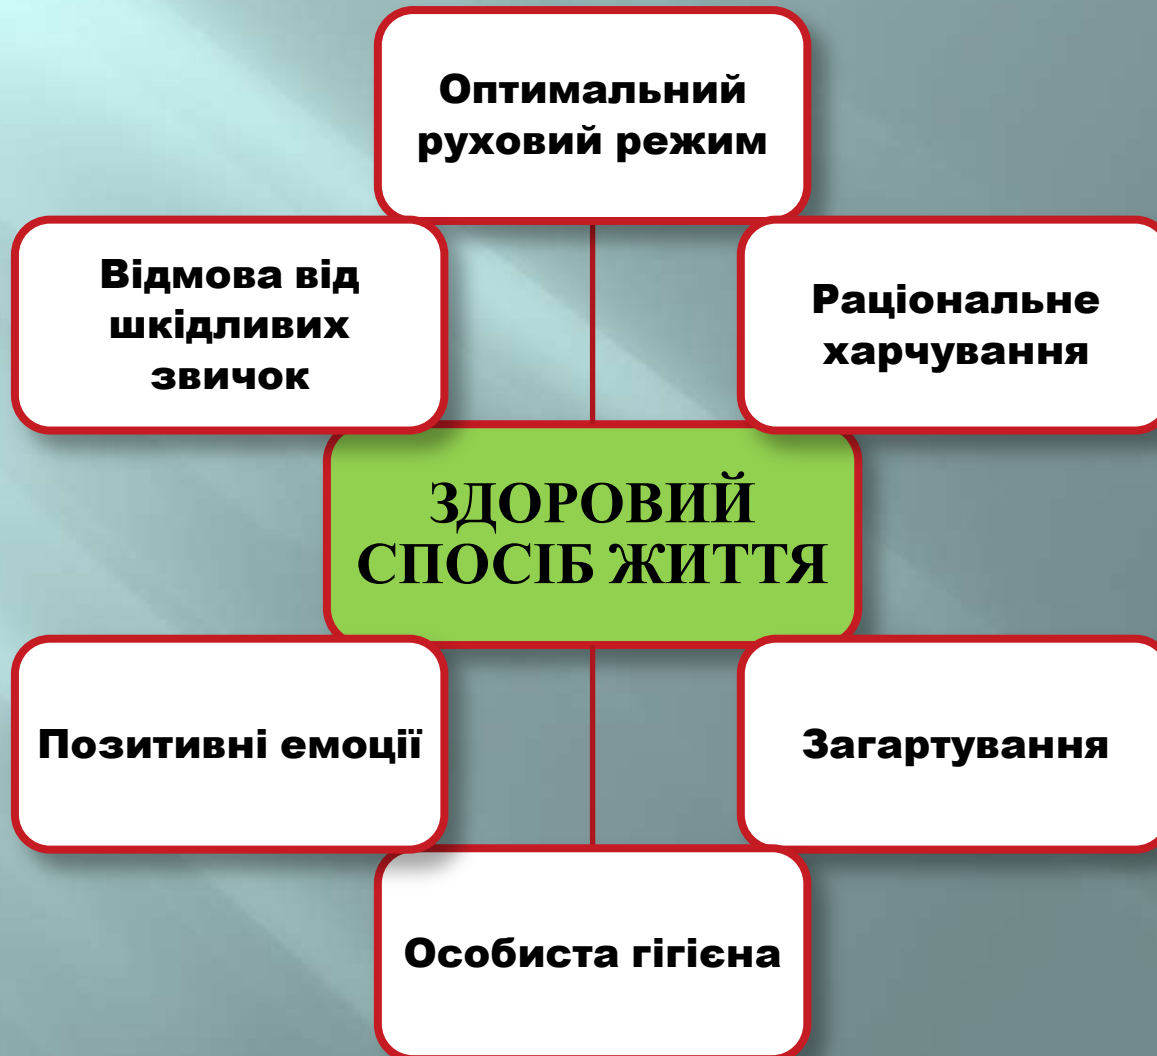 Оптимальний
руховий режим
Відмова від
шкідливих
звичок
Раціональне
харчування
ЗДОРОВИЙ
СПОСІБ ЖИТТЯ
Позитивні емоції
Загартування
Особиста гігієна